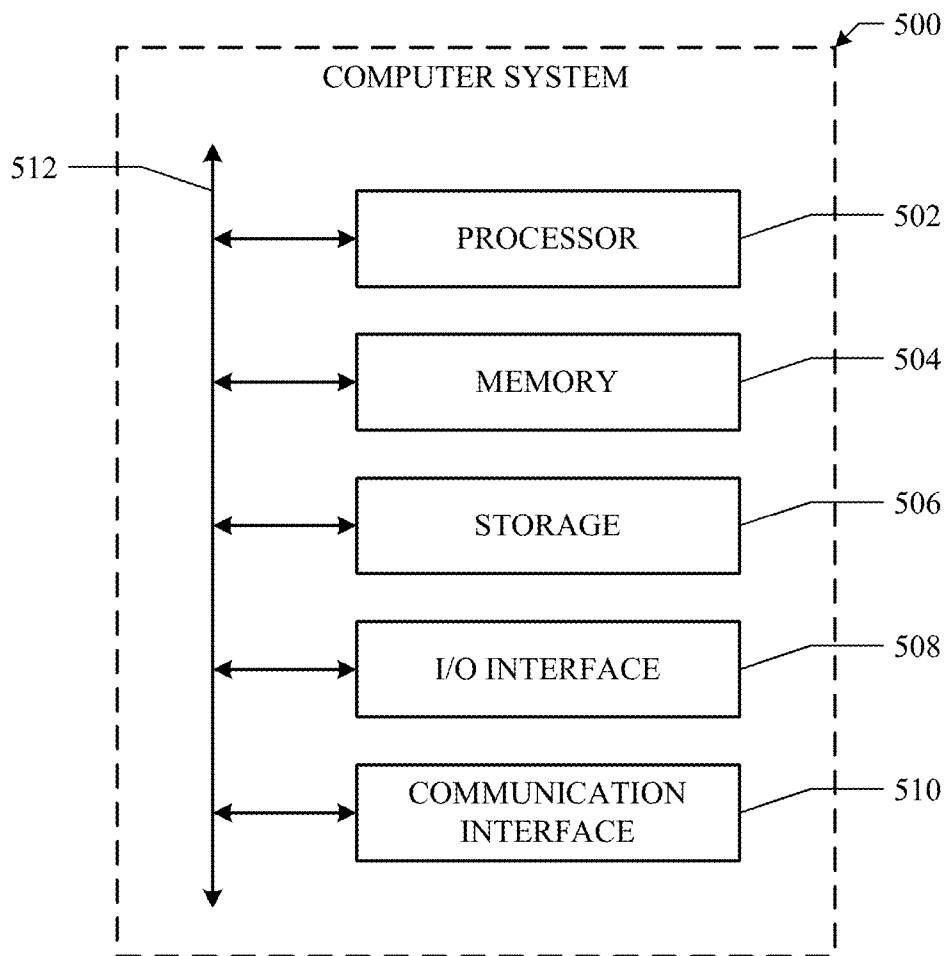 500
COMPUTER SYSTEM
512
PROCESSOR
502
MEMORY
504
STORAGE
506
I/O INTERFACE
508
COMMUNICATION
INTERFACE
510